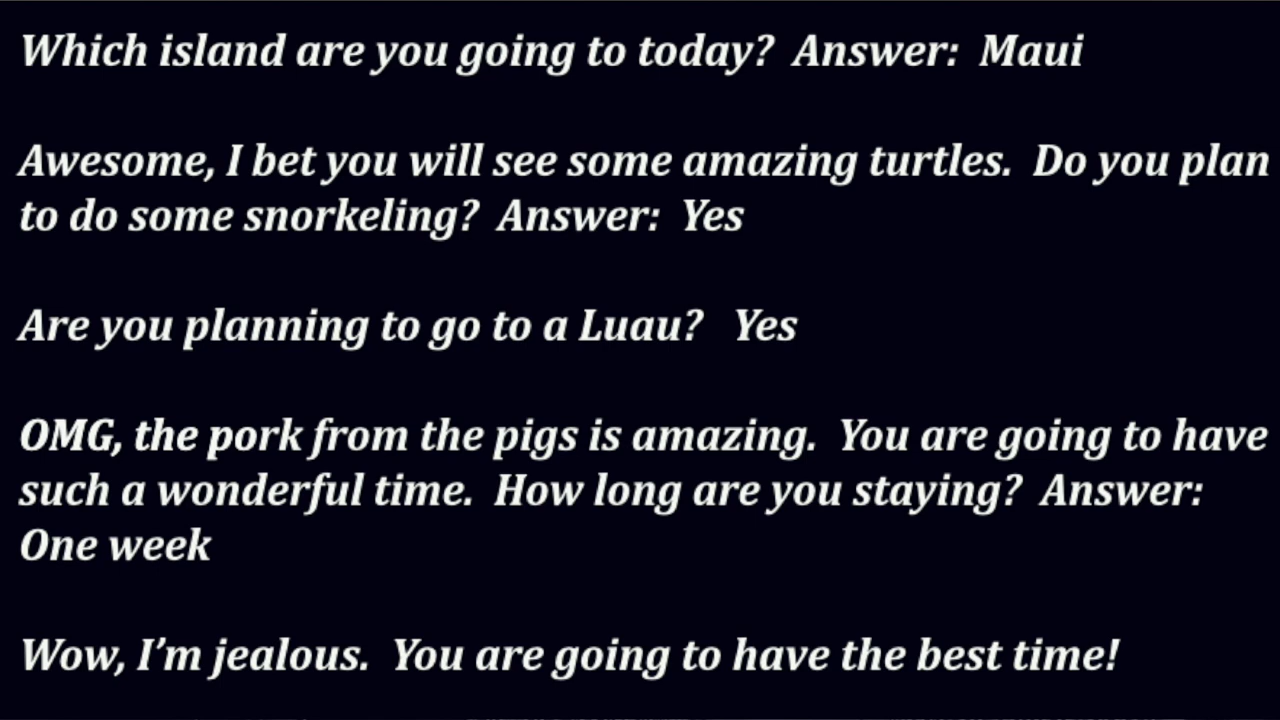 Which island are you going to today?  Answer:  Maui
Awesome, I bet you will see some amazing turtles.  Do you plan
to do some snorkeling?  Answer:  Yes
Are you planning to go to a Luau?   Yes
OMG, the pork from the pigs is amazing.  You are going to have
such a wonderful time.  How long are you staying?  Answer:
One week
Wow, I’m jealous.  You are going to have the best time!